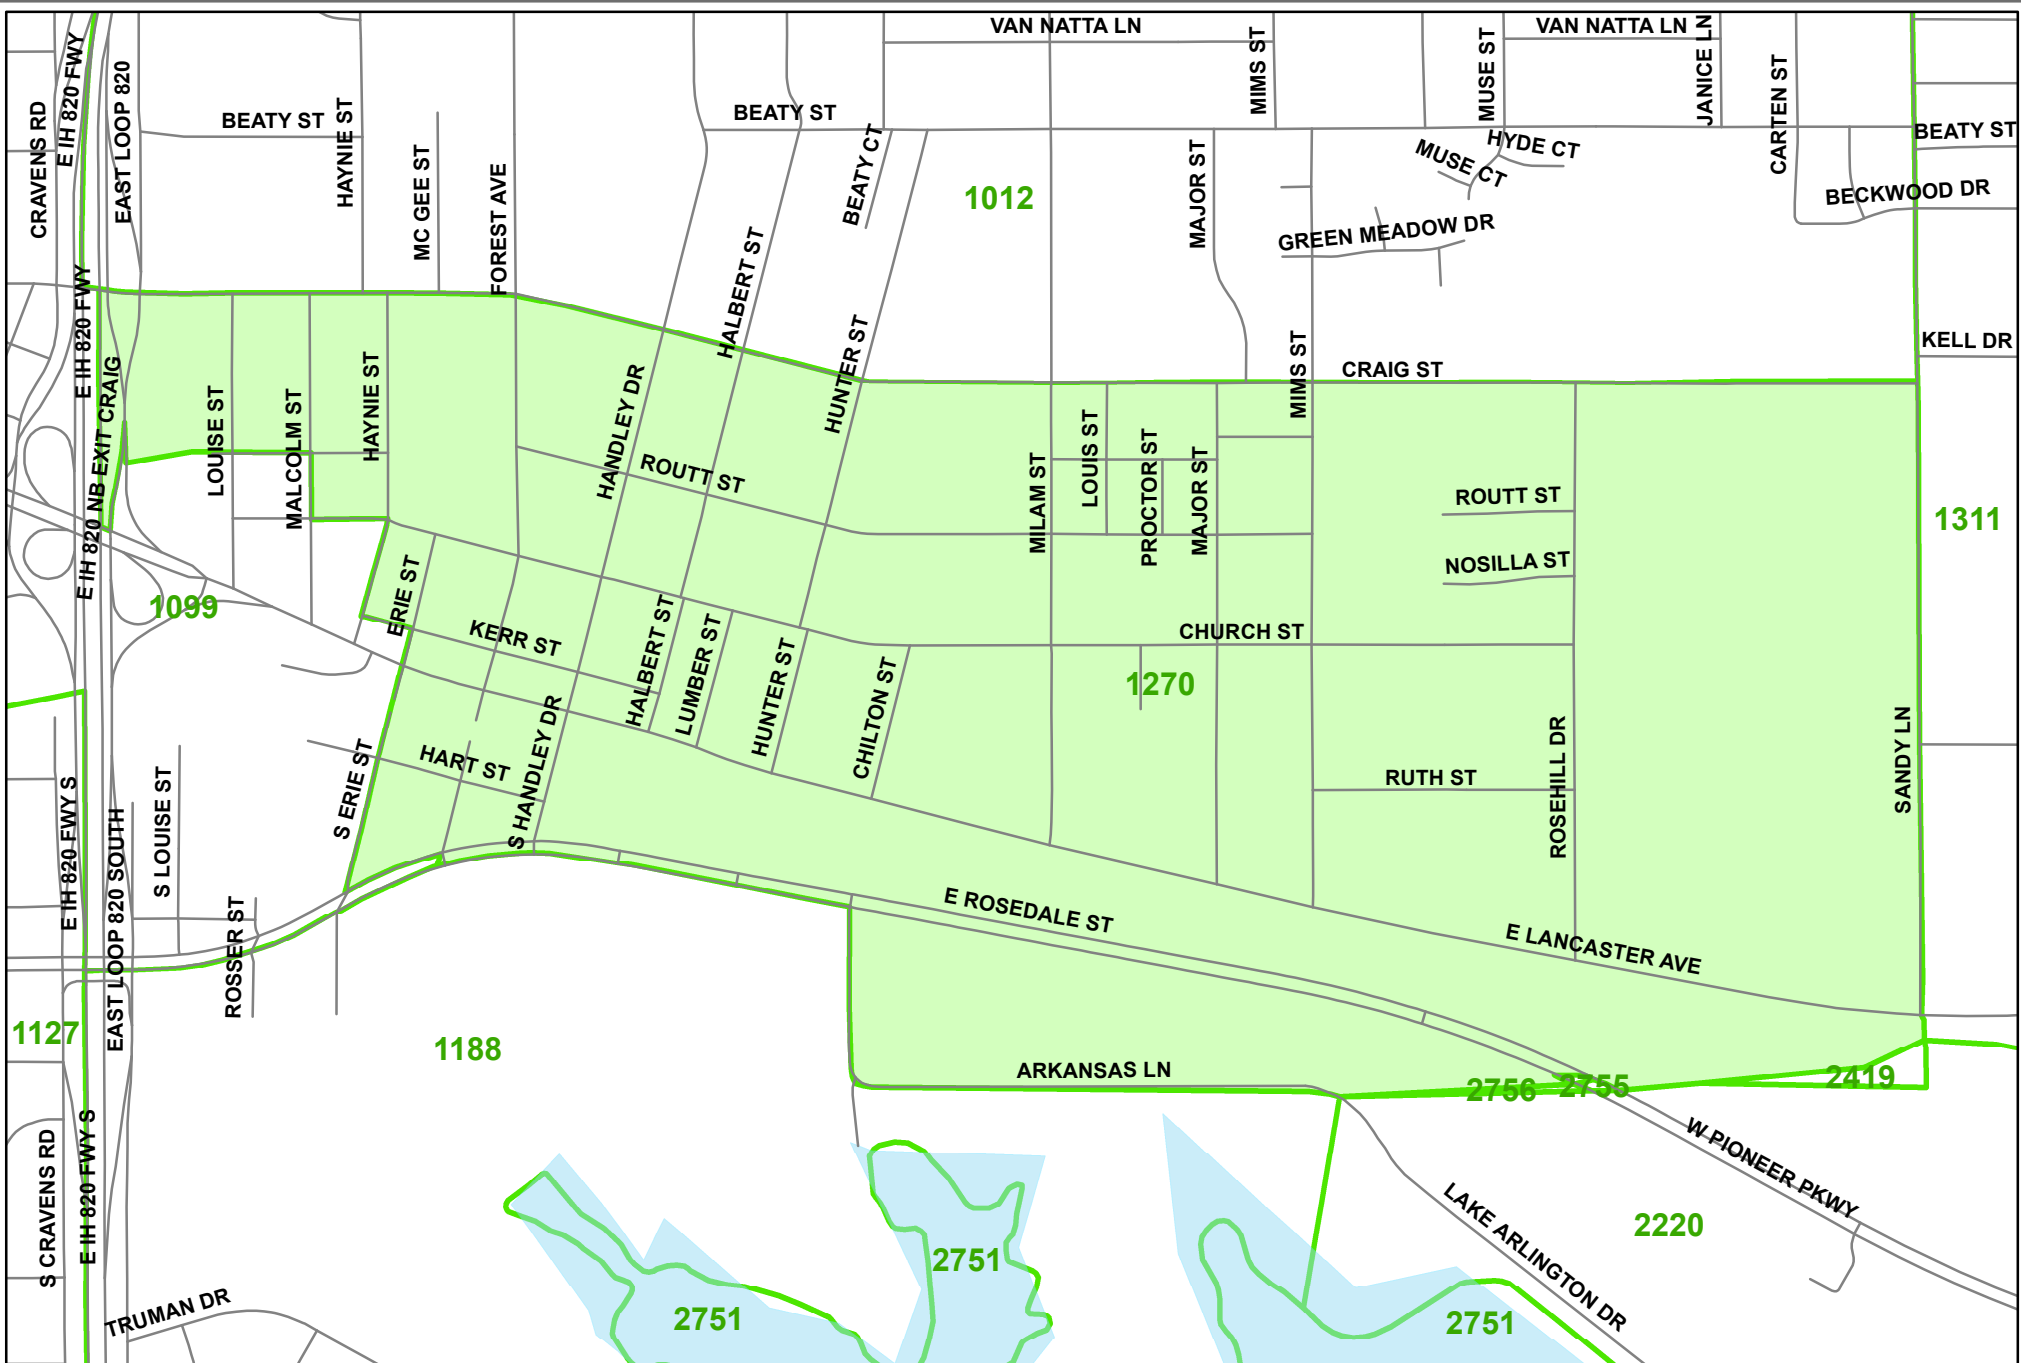 VAN NATTA LN
VAN NATTA LN
E IH 820 FWY
CRAVENS RD
EAST LOOP 820
BEATY ST
HAYNIE ST
MC GEE ST
FOREST AVE
BEATY ST
BEATY CT
HALBERT ST
1012
MIMS ST
MAJOR ST
MUSE ST
HYDE CT
MUSE CT
GREEN MEADOW DR
JANICE LN
CARTEN ST
BEATY ST
BECKWOOD DR
KELL DR
E IH 820 FWY
E IH 820 NB EXIT CRAIG
LOUISE ST
MALCOLM ST
HAYNIE ST
HANDLEY DR
HUNTER ST
ROUTT ST
MILAM ST
LOUIS ST
PROCTOR ST
MAJOR ST
MIMS ST
CRAIG ST
ROUTT ST
NOSILLA ST
1311
1099
ERIE ST
KERR ST
HALBERT ST
LUMBER ST
HUNTER ST
CHILTON ST
CHURCH ST
1270
HART ST
S HANDLEY DR
S ERIE ST
RUTH ST
ROSEHILL DR
SANDY LN
E IH 820 FWY S
EAST LOOP 820 SOUTH
S LOUISE ST
ROSSER ST
E ROSEDALE ST
E LANCASTER AVE
1127
1188
ARKANSAS LN
2756
2755
2419
S CRAVENS RD
E IH 820 FWY S
W PIONEER PKWY
LAKE ARLINGTON DR
2220
2751
2751
2751
TRUMAN DR